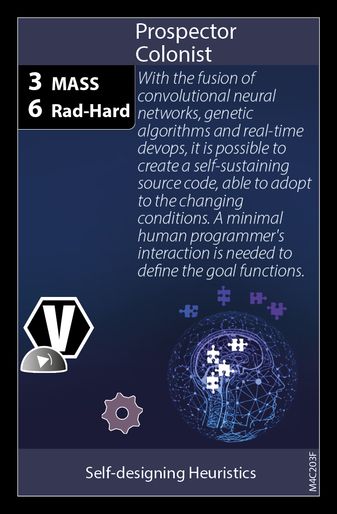 Prospector
Colonist
3 MASS
6 Rad-Hard
With the fusion of
convolutional neural
networks, genetic
algorithms and real-time
devops, it is possible to
create a self-sustaining
source code, able to adopt
to the changing
conditions. A minimal
human programmer's
interaction is needed to
define the goal functions.
V
Self-designing Heuristics
M4C203F